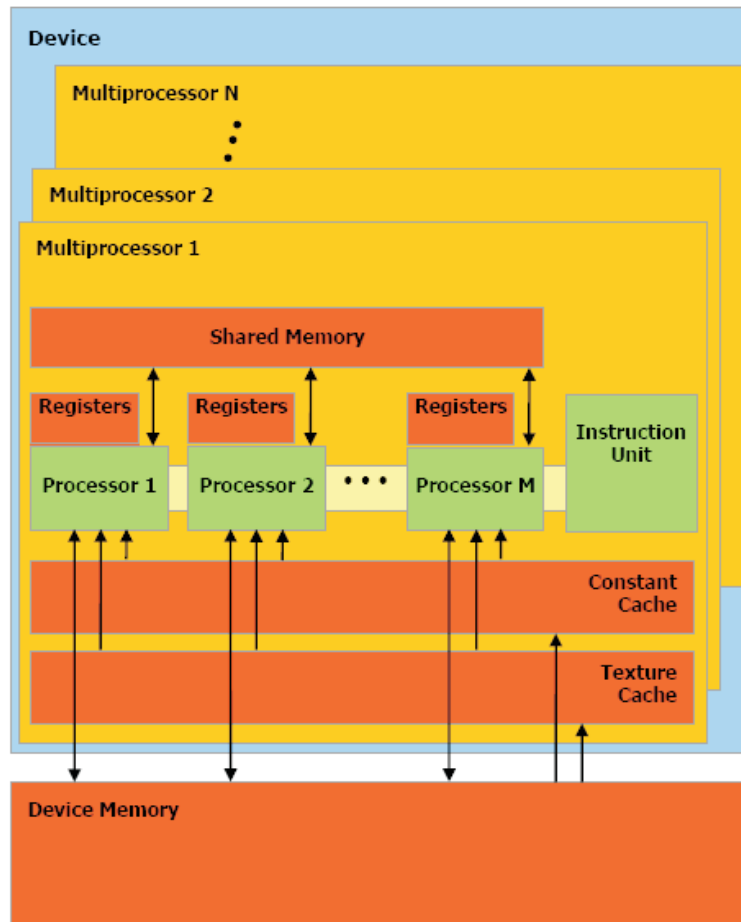 Device
Multiprocessor N
Multiprocessor 2
Multiprocessor 1
Shared Memory
Registers
Registers
Registers
Instruction
Unit
Processor 1
Processor 2
Processor M
Constant
Cache
Texture
Cache
Device Memory